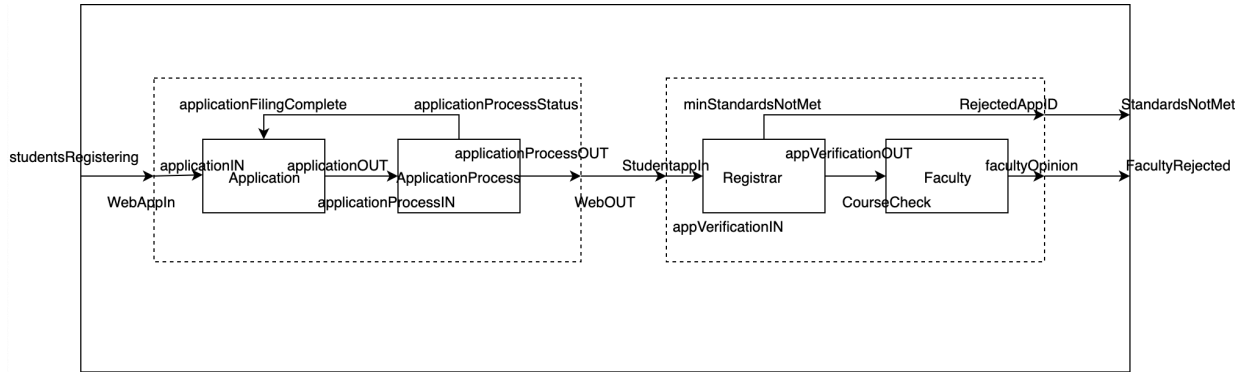 applicationFilingComplete
applicationProcessStatus
minStandardsNotMet
RejectedAppID
StandardsNotMet
studentsRegistering
applicationIN
Application
applicationOUT
ApplicationProcess
applicationProcessOUT
StudentappIn
Registrar
appVerificationOUT
Faculty
facultyOpinion
FacultyRejected
WebAppIn
applicationProcessIN
WebOUT
CourseCheck
appVerificationIN